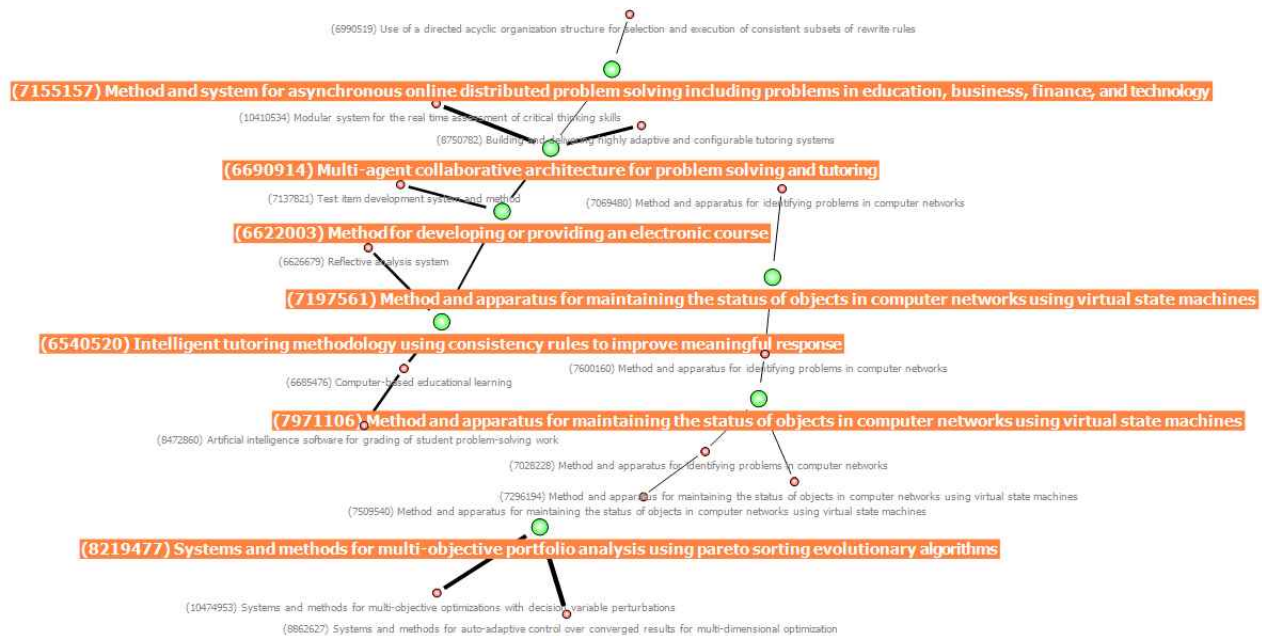 (6990519) Use of a directed acyclic organization structure for selection and execution of consistent subsets of rewrite rules
(7155157) Method and system for asynchronous online distributed problem solving including problems in education, business, finance, and technology
(10410534) Modular system for the real time assessment of critical thinking skills
(8750782) Building and delivering highly adaptive and configurable tutoring systems
(6690914) Multi-agent collaborative architecture for problem solving and tutoring
(7137821) Test item development system and method
(7069480) Method and apparatus for identifying problems in computer networks
(6622003) Method for developing or providing an electronic course
(6626679) Reflective analysis system
(7197561) Method and apparatus for maintaining the status of objects in computer networks using virtual state machines
(6540520) Intelligent tutoring methodology using consistency rules to improve meaningful response
(7600160) Method and apparatus for identifying problems in computer networks
(6685476) Computer-based educational learning
(7971106) Method and apparatus for maintaining the status of objects in computer networks using virtual state machines
(8472860) Artificial intelligence software for grading of student problem-solving work
(7028228) Method and apparatus for identifying problems in computer networks
(7296194) Method and apparatus for maintaining the status of objects in computer networks using virtual state machines
(7509540) Method and apparatus for maintaining the status of objects in computer networks using virtual state machines
(8219477) Systems and methods for multi-objective portfolio analysis using pareto sorting evolutionary algorithms
(10474953) Systems and methods for multi-objective optimizations with decision variable perturbations
(8862627) Systems and methods for auto-adaptive control over converged results for multi-dimensional optimization